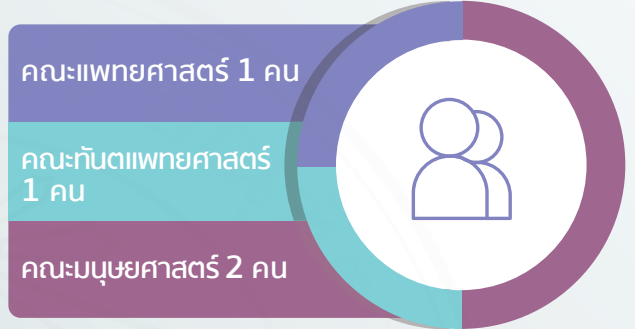 คณะแพทยศาสตร์ 1 คน
คณะทันตแพทยศาสตร์
1 คน
คณะมนุษยศาสตร์ 2 คน